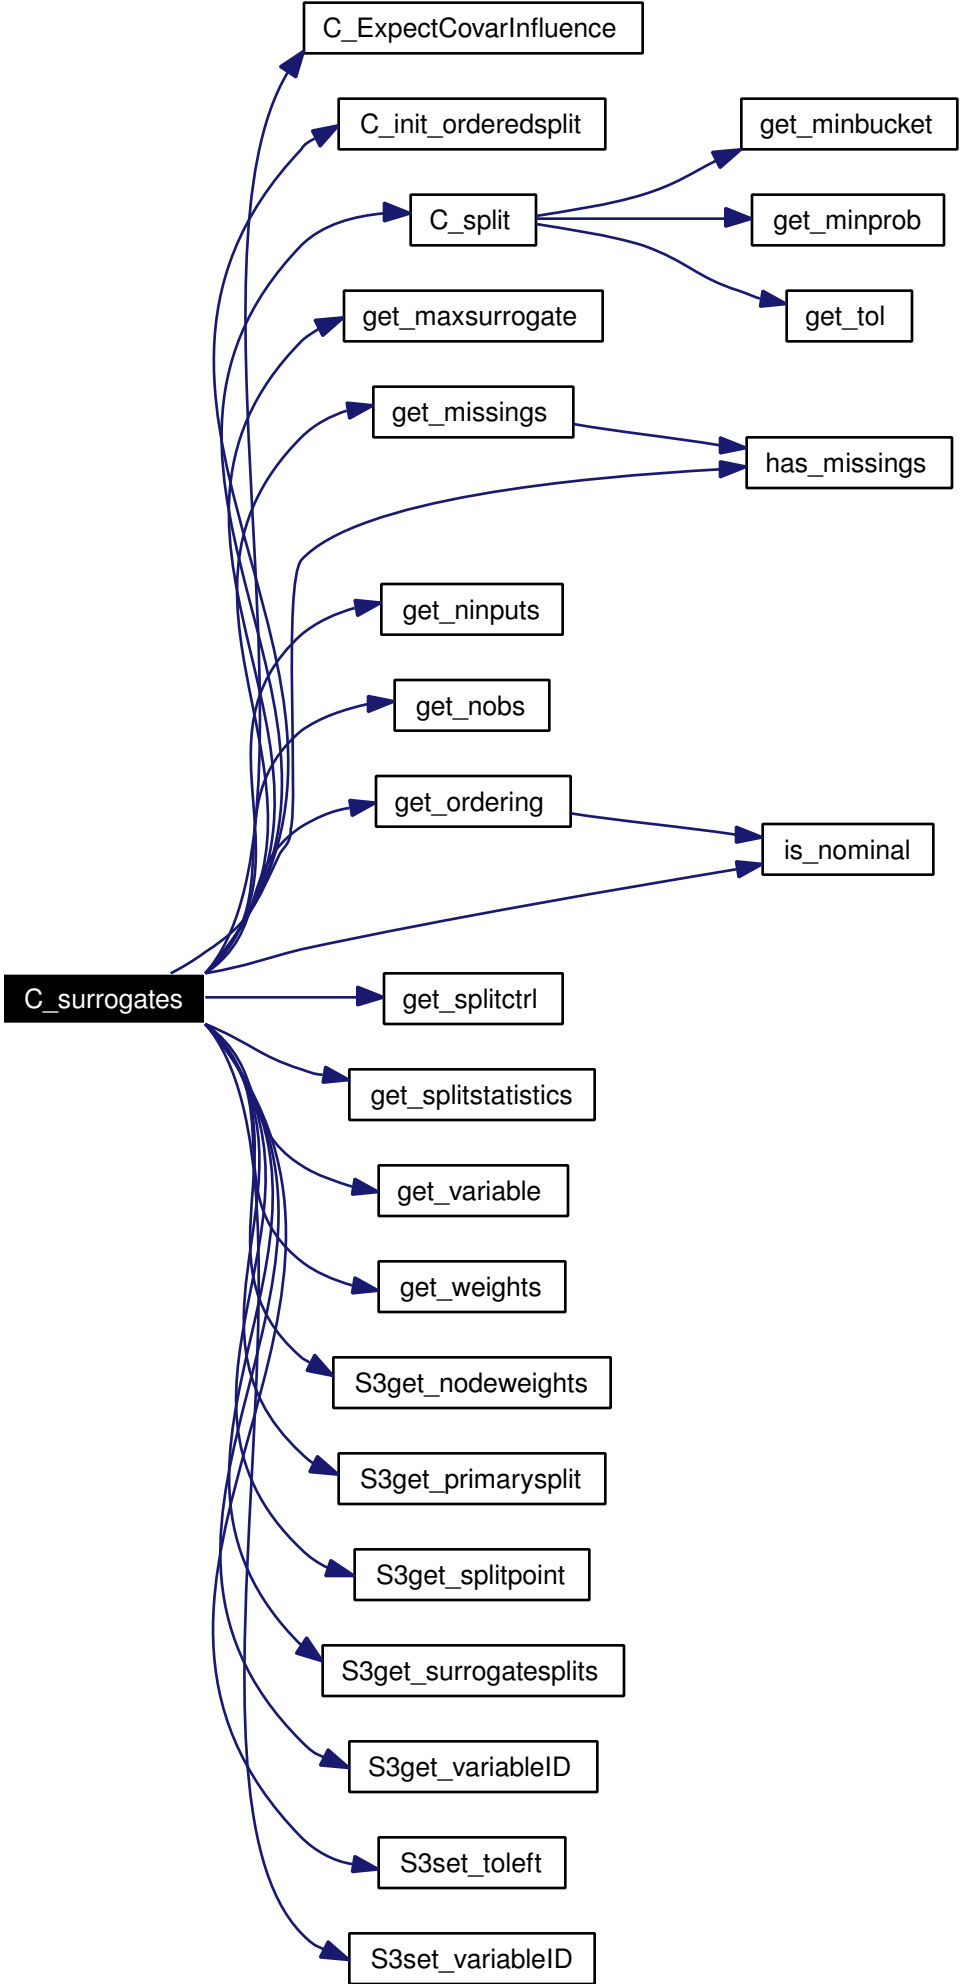 C_ExpectCovarInfluence
C_init_orderedsplit
get_minbucket
C_split
get_minprob
get_maxsurrogate
get_tol
get_missings
has_missings
get_ninputs
get_nobs
get_ordering
is_nominal
C_surrogates
get_splitctrl
get_splitstatistics
get_variable
get_weights
S3get_nodeweights
S3get_primarysplit
S3get_splitpoint
S3get_surrogatesplits
S3get_variableID
S3set_toleft
S3set_variableID